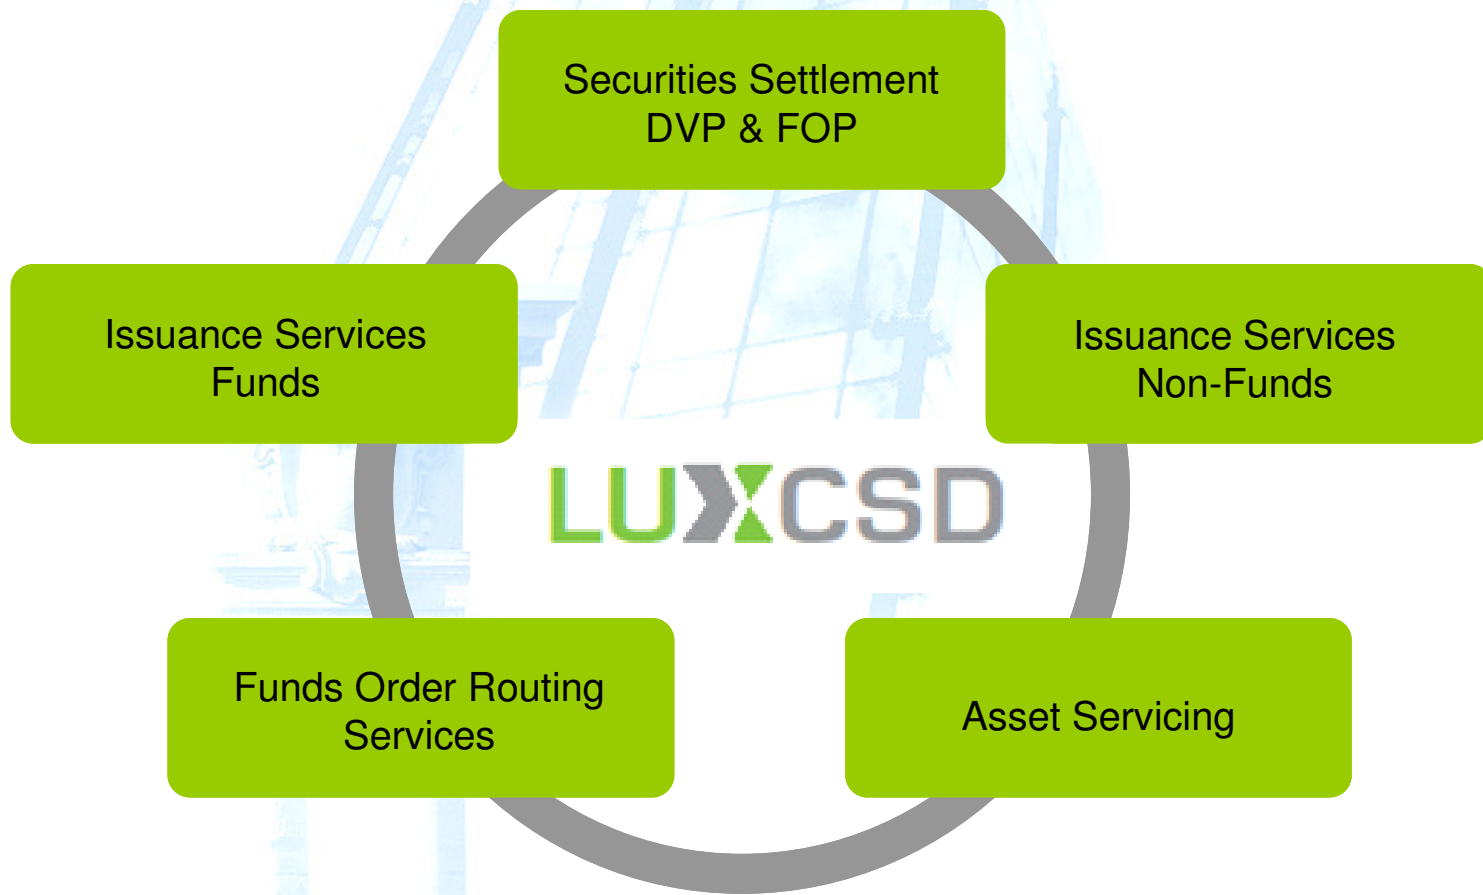 Securities Settlement
DVP & FOP
Issuance Services
Funds
Issuance Services
Non-Funds
LUXCSD
Funds Order Routing
Services
Asset Servicing